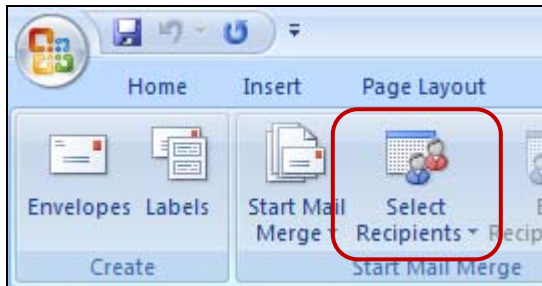 Home Insert Page Layout
Envelopes Labels Start Mail Merge Select Recipients
Create Start Mail Merge